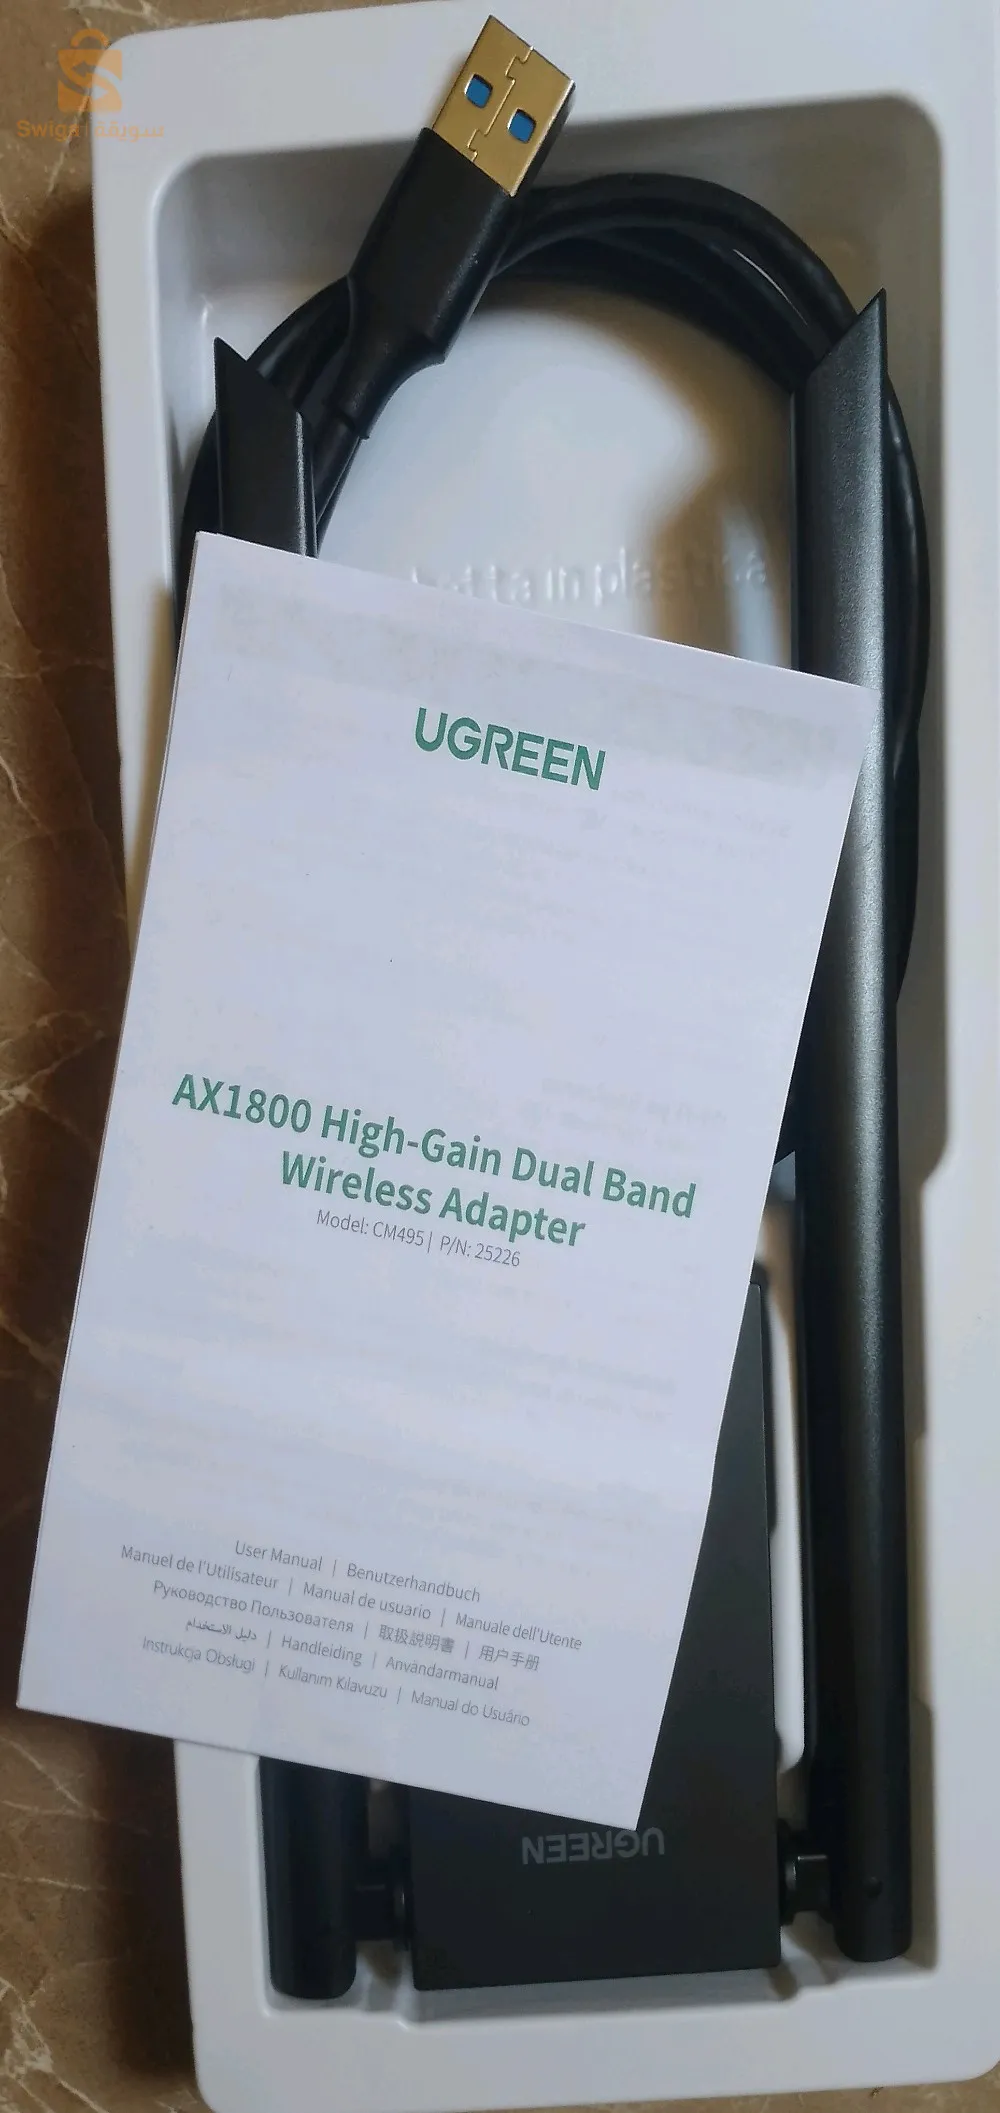 Swiqa سويقة
UGREEN
AX1800 High-Gain Dual Band
Wireless Adapter
Model: CM495 | P/N: 25226
User Manual | Benutzerhandbuch
Manuel de l'Utilisateur | Manual de usuario | Manuale dell'Utente
Руководство Пользователя | 取扱説明書 | 用户手册
دليل الاستخدام | Handleiding | Användarmanual
Instrukcja Obsługi | Kullanım Kılavuzu | Manual do Usuário
UGREEN